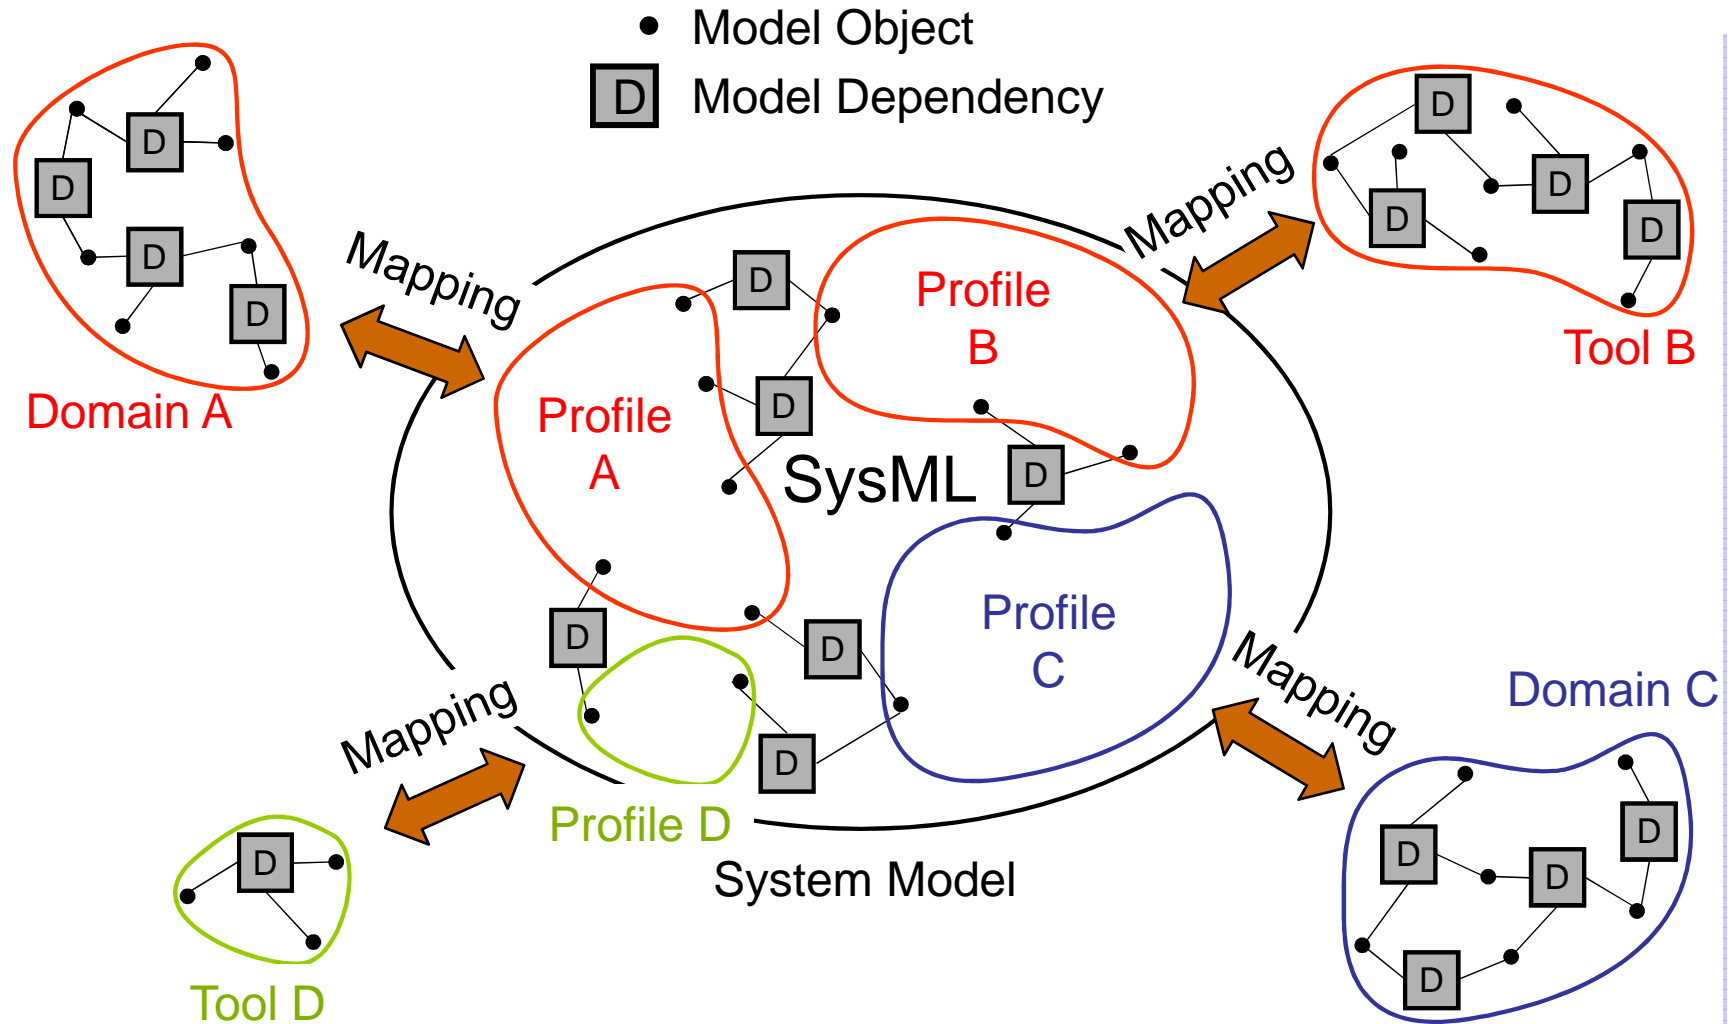 Model Object
D Model Dependency
D
D
D
D
Domain A
Mapping
D
D
D
D
Tool B
Mapping
D
D
Profile
A
Profile
B
D
SysML
D
D
D
Profile
C
Profile D
System Model
Mapping
D
Tool D
Mapping
Domain C
D
D
D
D